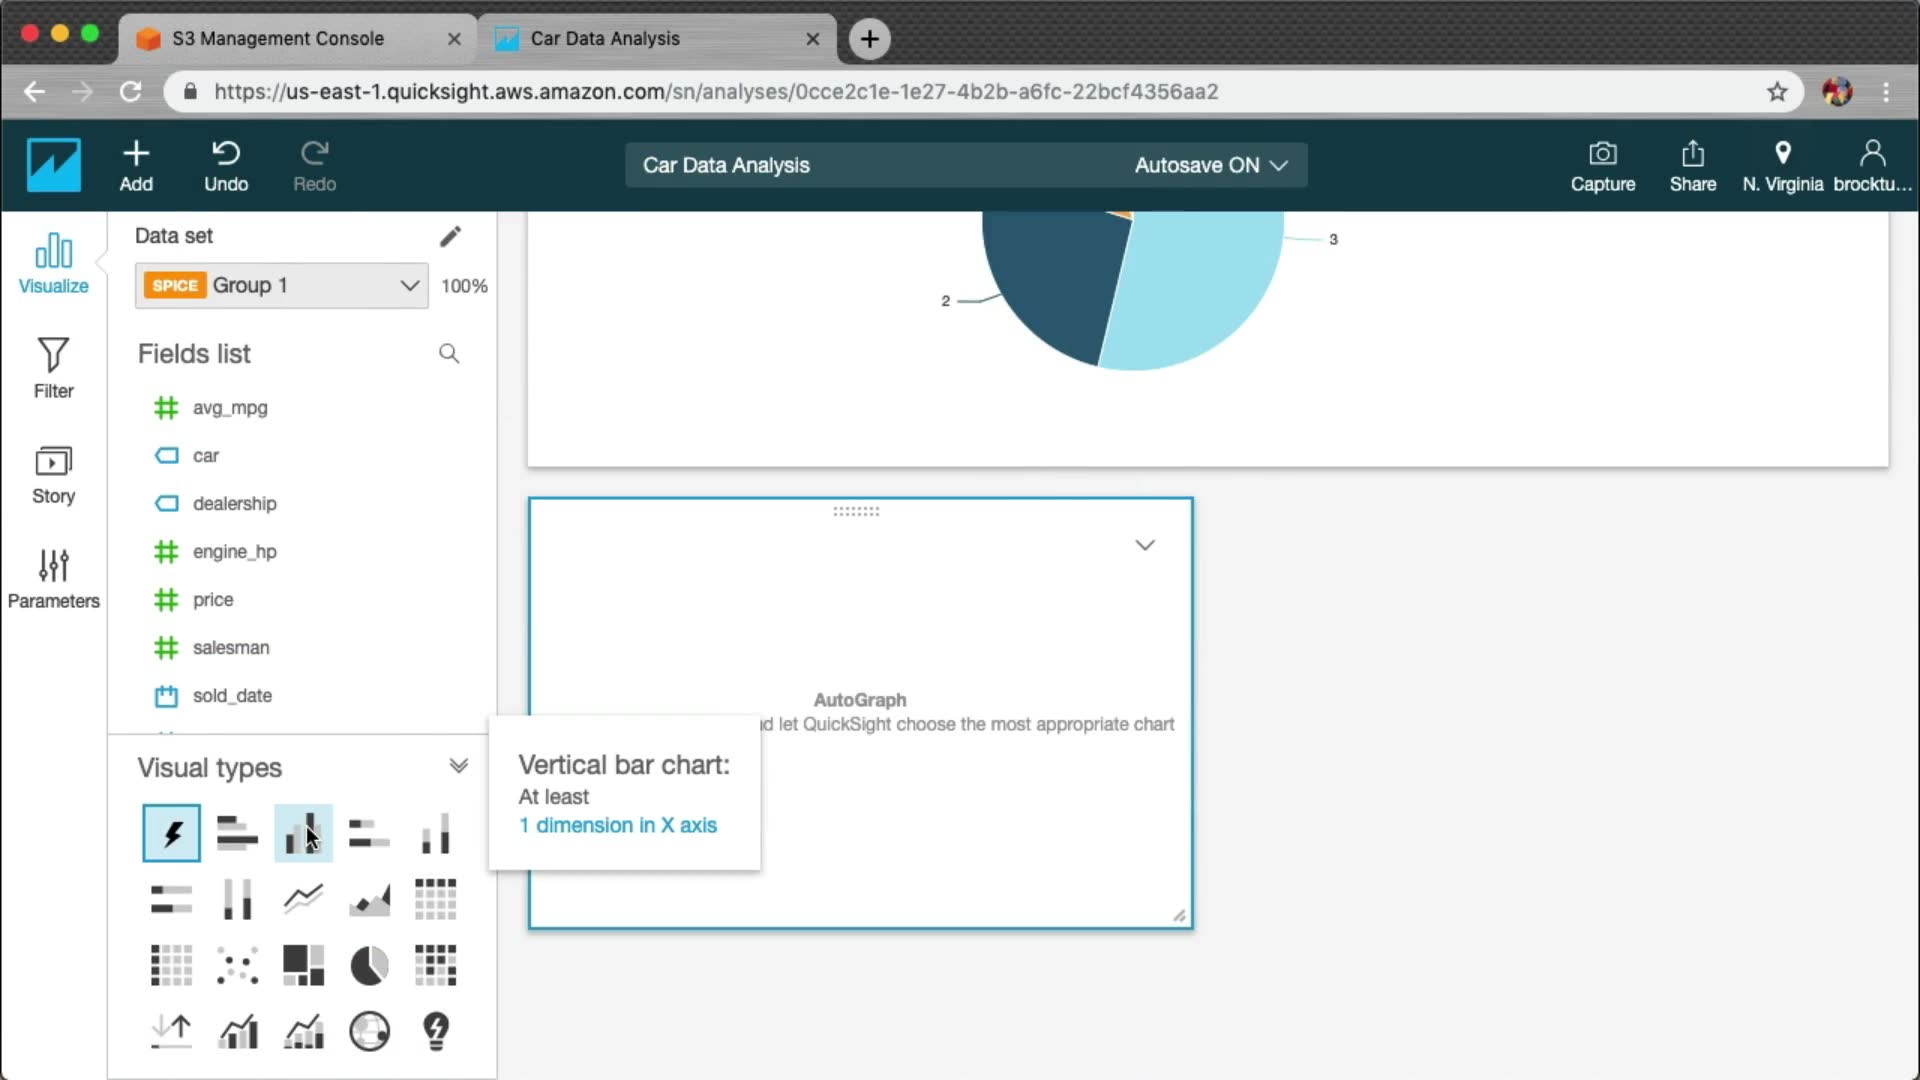 S3 Management Console
Car Data Analysis
https://us-east-1.quicksight.aws.amazon.com/sn/analyses/0cce2c1e-1e27-4b2b-a6fc-22bcf4356aa2
Add
Undo
Redo
Car Data Analysis
Autosave ON
Capture
Share
N. Virginia
brocktu...
Visualize
Filter
Story
Parameters
Data set
SPICE Group 1
100%
Fields list
avg_mpg
car
dealership
engine_hp
price
salesman
sold_date
Visual types
3
2
AutoGraph
d let QuickSight choose the most appropriate chart
Vertical bar chart:
At least
1 dimension in X axis